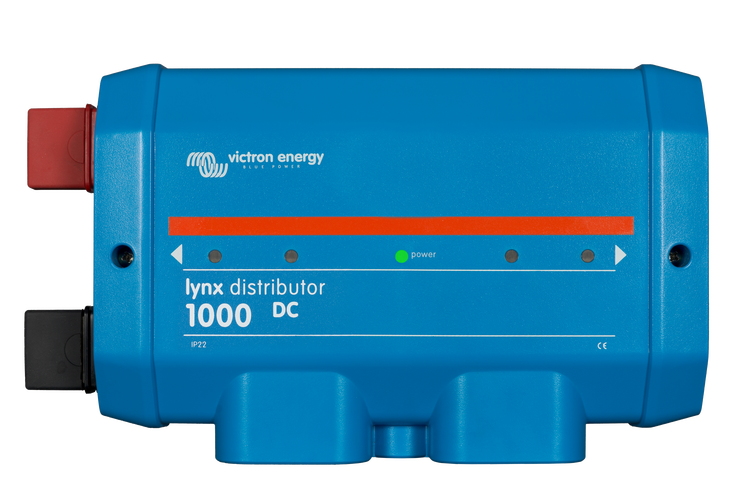 victron energy
BLUE POWER
power
lynx distributor
1000 DC
IP22
CE